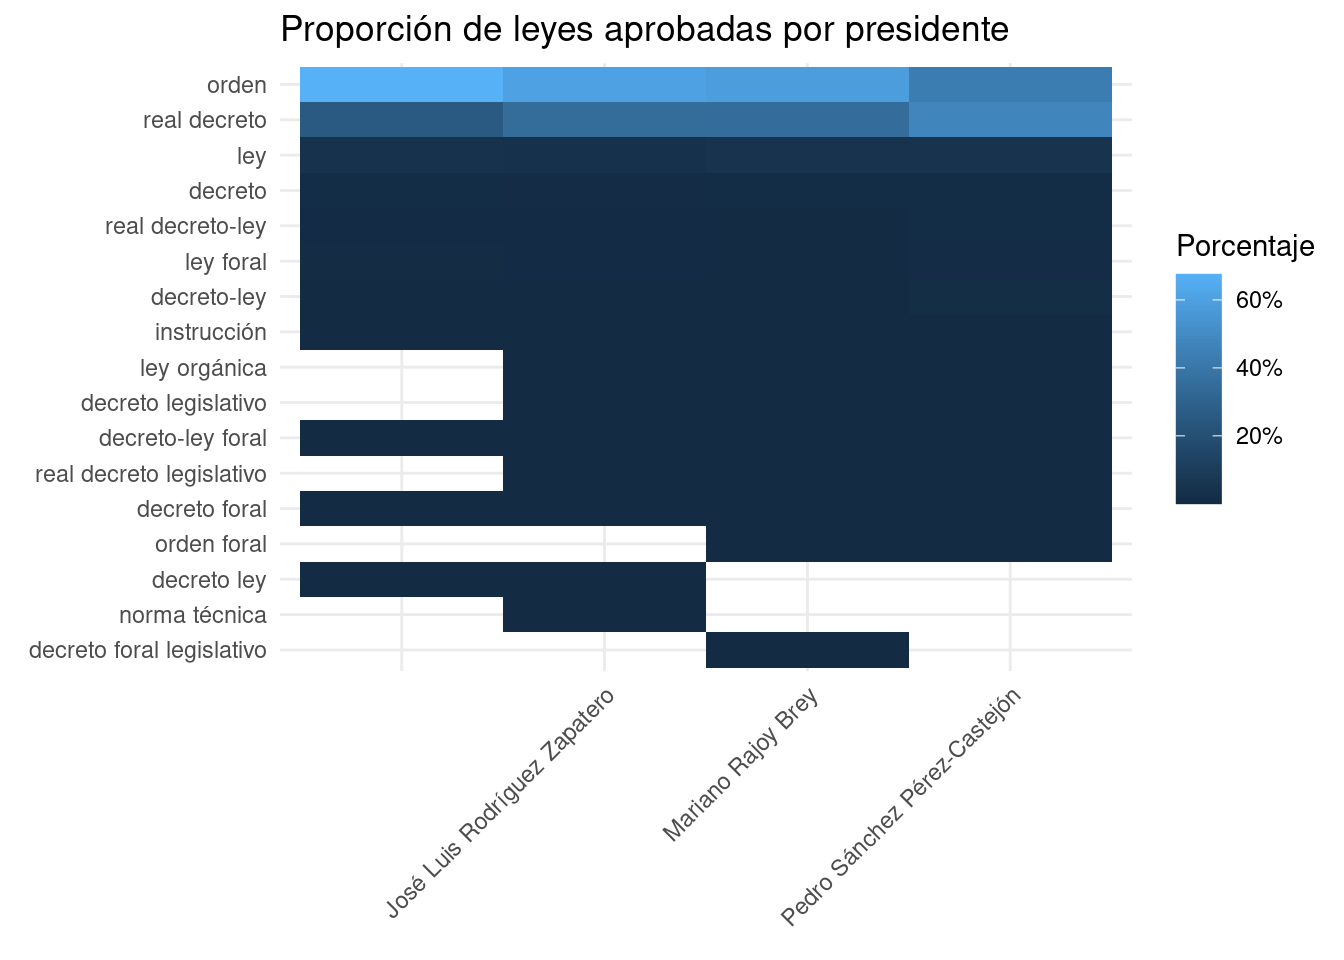 Proporción de leyes aprobadas por presidente
orden
real decreto
ley
decreto
real decreto-ley
ley foral
decreto-ley
instrucción
ley orgánica
decreto legislativo
decreto-ley foral
real decreto legislativo
decreto foral
orden foral
decreto ley
norma técnica
decreto foral legislativo
José Luis Rodríguez Zapatero
Mariano Rajoy Brey
Pedro Sánchez Pérez-Castejón
Porcentaje
60%
40%
20%